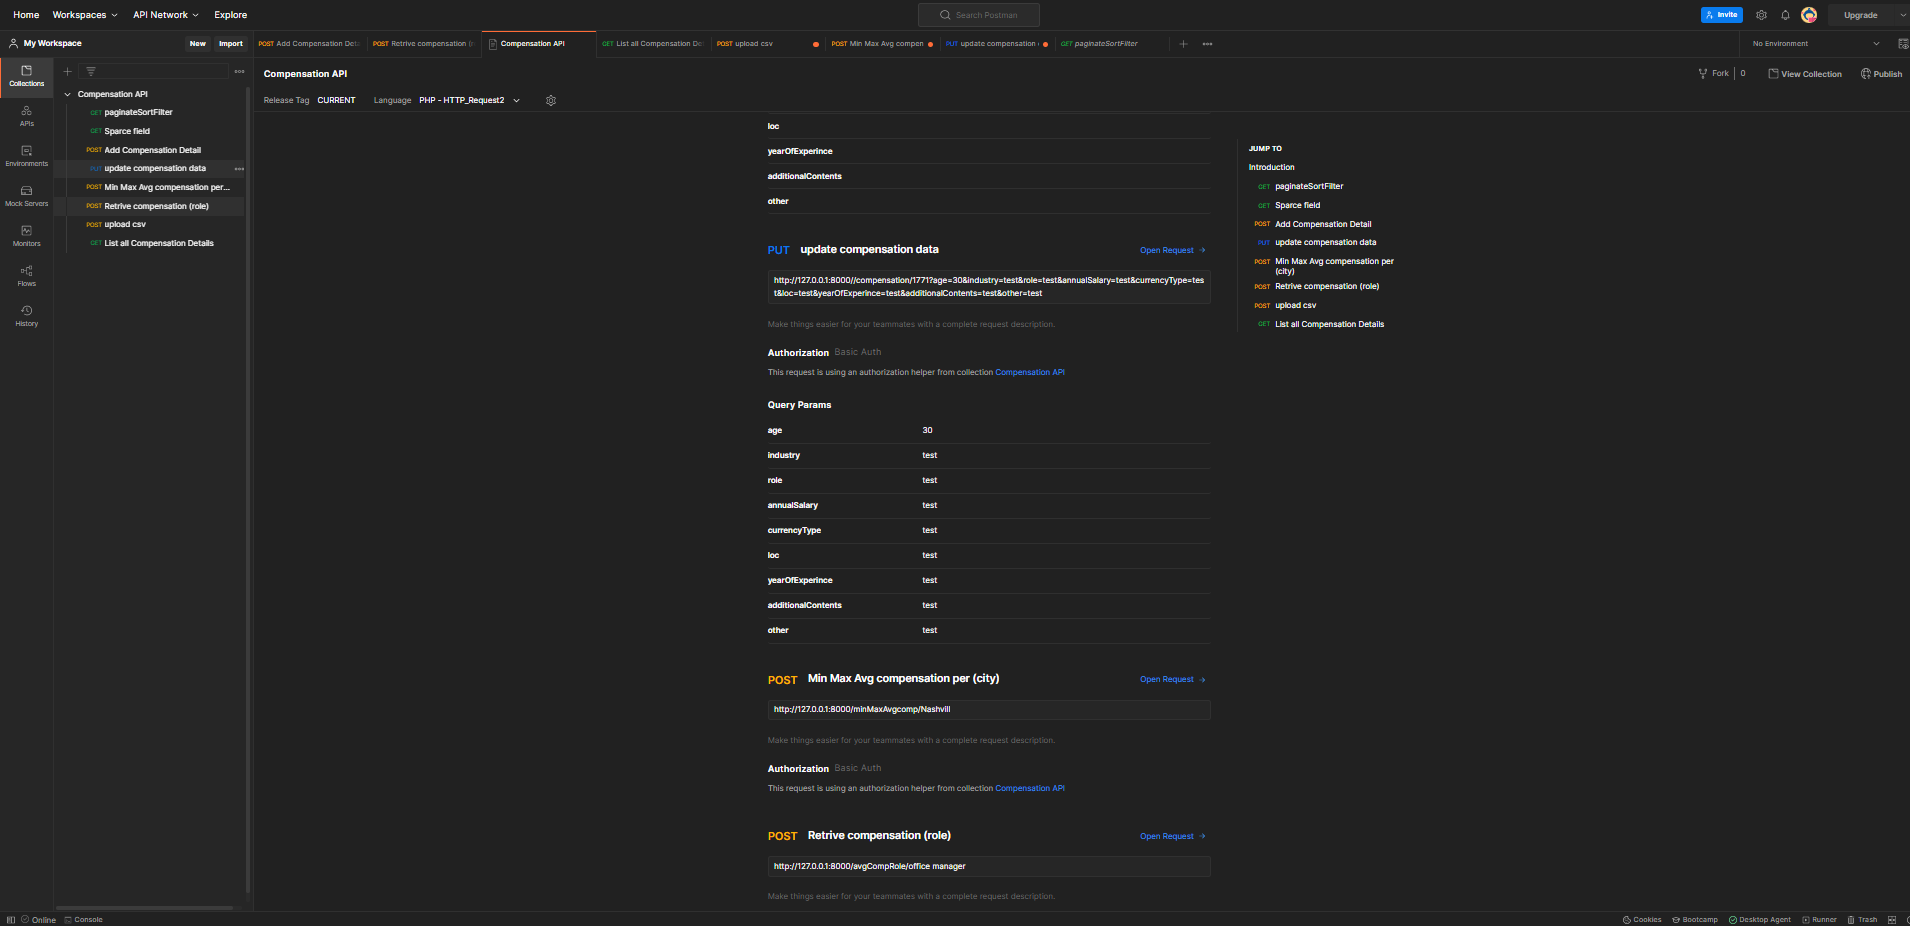 Home Workspaces API Network Explore
Search Postman
Invite
Upgrade
My Workspace
New Import
POST Add Compensation Deta
POST Retrive compensation (r
Compensation API
GET List all Compensation De
POST upload csv
POST Min Max Avg compen
PUT update compensation
GET paginateSortFilter
No Environment
Collections
APIs
Environments
Mock Servers
Monitors
Flows
History
Compensation API
GET paginateSortFilter
GET Sparce field
POST Add Compensation Detail
PUT update compensation data
POST Min Max Avg compensation per...
POST Retrive compensation (role)
POST upload csv
GET List all Compensation Details
Compensation API
Fork 0 View Collection Publish
Release Tag CURRENT Language PHP - HTTP_Request2
loc
yearOfExperince
additionalContents
other
PUT update compensation data Open Request →
http://127.0.0.1:8000//compensation/1771?age=30&industry=test&role=test&annualSalary=test&currencyType=tes
t&loc=test&yearOfExperince=test&additionalContents=test&other=test
Make things easier for your teammates with a complete request description.
Authorization Basic Auth
This request is using an authorization helper from collection Compensation API
Query Params
age 30
industry test
role test
annualSalary test
currencyType test
loc test
yearOfExperince test
additionalContents test
other test
POST Min Max Avg compensation per (city) Open Request →
http://127.0.0.1:8000/minMaxAvgcomp/Nashvill
Make things easier for your teammates with a complete request description.
Authorization Basic Auth
This request is using an authorization helper from collection Compensation API
POST Retrive compensation (role) Open Request →
http://127.0.0.1:8000/avgCompRole/office manager
Make things easier for your teammates with a complete request description.
JUMP TO
Introduction
GET paginateSortFilter
GET Sparce field
POST Add Compensation Detail
PUT update compensation data
POST Min Max Avg compensation per
(city)
POST Retrive compensation (role)
POST upload csv
GET List all Compensation Details
Online Console
Cookies Bootcamp Desktop Agent Runner Trash